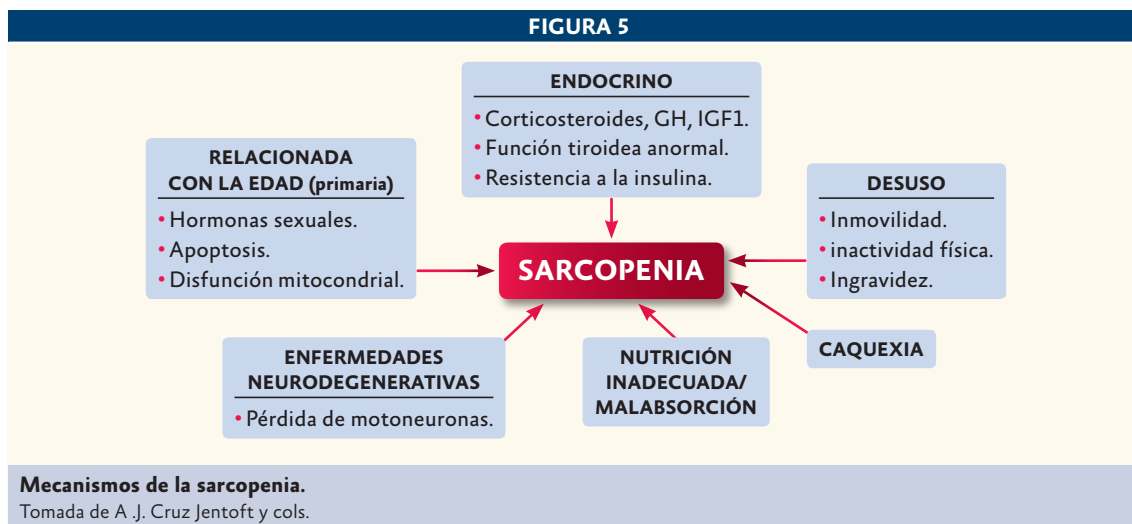 FIGURA 5
ENDOCRINO
• Corticosteroides, GH, IGF1.
• Función tiroidea anormal.
• Resistencia a la insulina.
RELACIONADA
CON LA EDAD (primaria)
• Hormonas sexuales.
• Apoptosis.
• Disfunción mitocondrial.
DESUSO
• Inmovilidad.
• inactividad física.
• Ingravidez.
SARCOPENIA
ENFERMEDADES
NEURODEGENERATIVAS
• Pérdida de motoneuronas.
NUTRICIÓN
INADECUADA/
MALABSORCIÓN
CAQUEXIA
Mecanismos de la sarcopenia.
Tomada de A .J. Cruz Jentoft y cols.